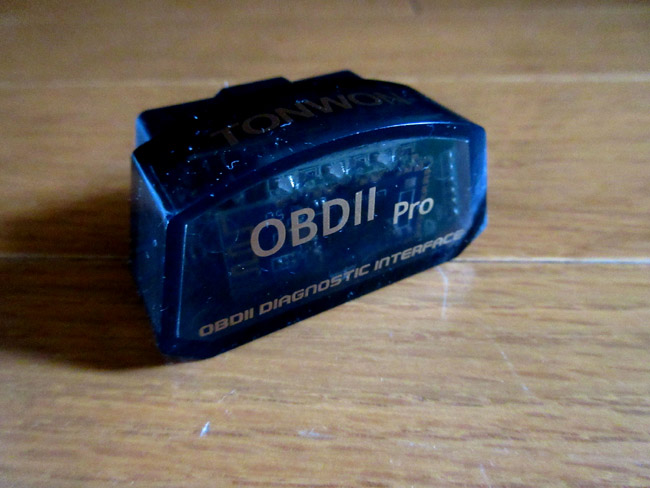 TONWON
OBDII Pro
OBDII DIAGNOSTIC INTERFACE